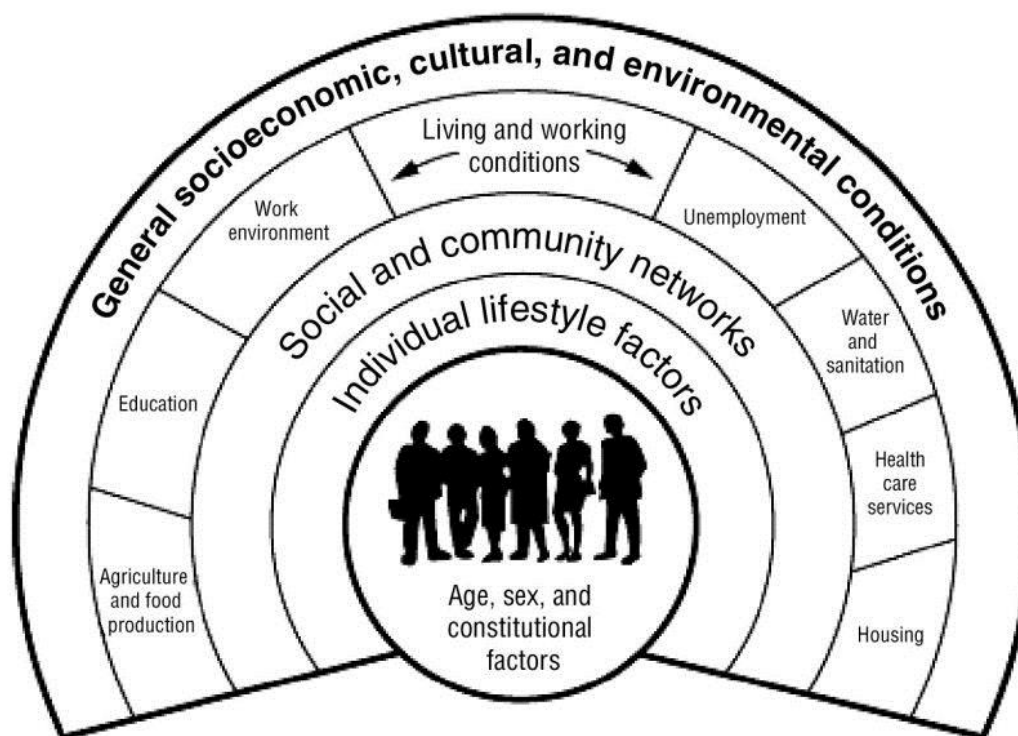 General socioeconomic, cultural, and environmental conditions
Living and working
conditions
Work
environment
Unemployment
Education
Water
and
sanitation
Agriculture
and food
production
Health
care
services
Housing
Social and community networks
Individual lifestyle factors
Age, sex, and
constitutional
factors